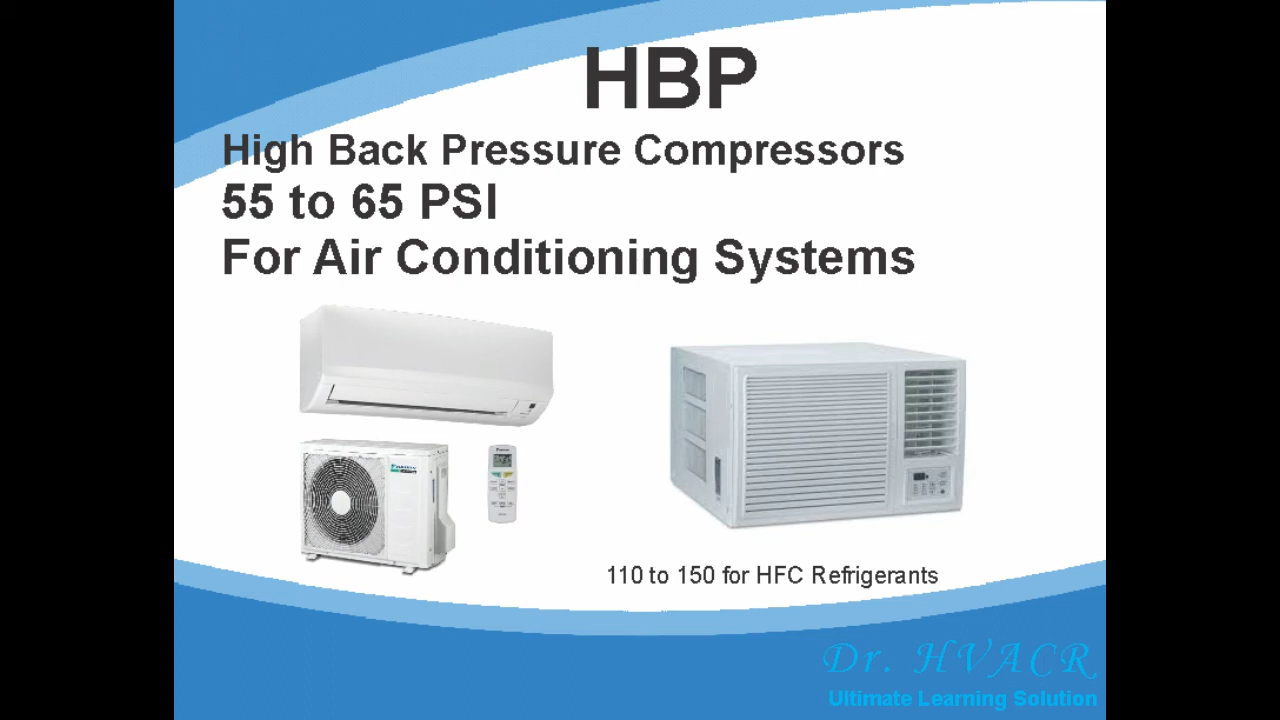 HBP
High Back Pressure Compressors
55 to 65 PSI
For Air Conditioning Systems
110 to 150 for HFC Refrigerants
Dr. HVACR
Ultimate Learning Solution